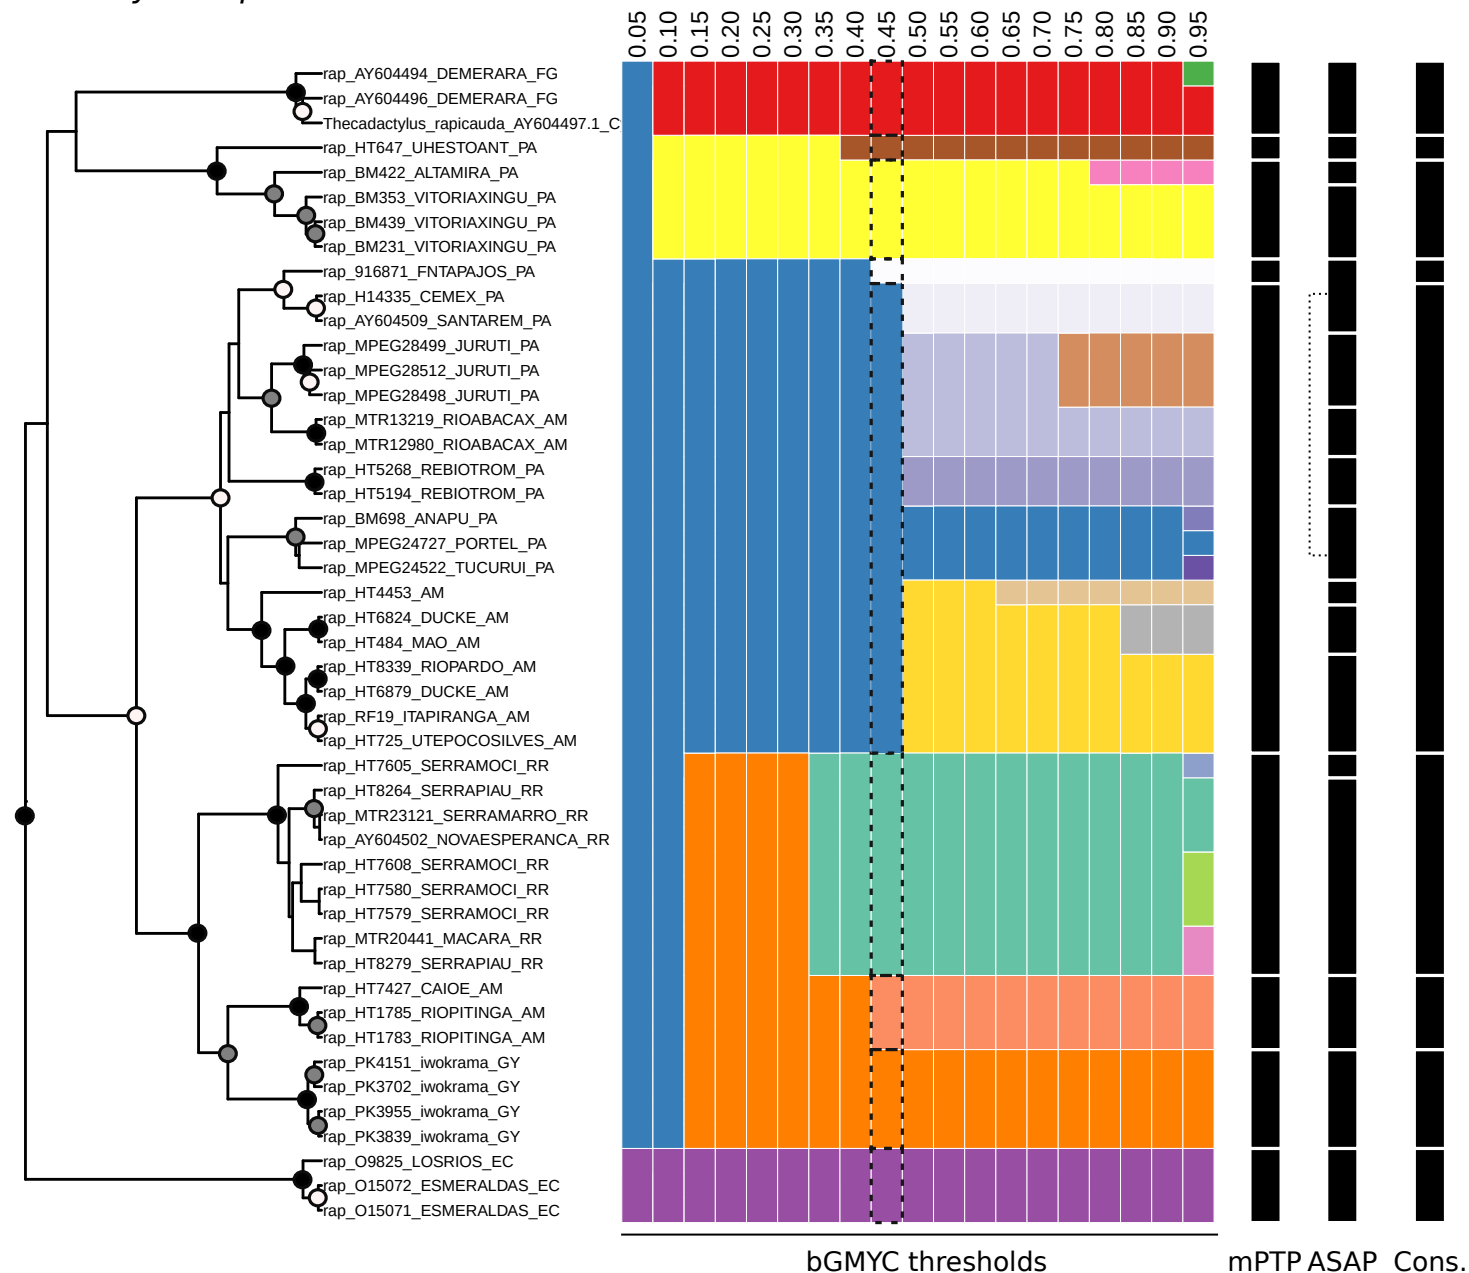 0.05 0.10 0.15 0.20 0.25 0.30 0.35 0.40 0.45 0.50 0.55 0.60 0.65 0.70 0.75 0.80 0.85 0.90 0.95
rap_AY604494_DEMERARA_FG
rap_AY604496_DEMERARA_FG
Thecadactylus_rapicauda_AY604497.1_C
rap_HT647_UHESTOANT_PA
rap_BM422_ALTAMIRA_PA
rap_BM353_VITORIAXINGU_PA
rap_BM439_VITORIAXINGU_PA
rap_BM231_VITORIAXINGU_PA
rap_916871_FNTAPAJOS_PA
rap_H14335_CEMEX_PA
rap_AY604509_SANTAREM_PA
rap_MPEG28499_JURUTI_PA
rap_MPEG28512_JURUTI_PA
rap_MPEG28498_JURUTI_PA
rap_MTR13219_RIOABACAX_AM
rap_MTR12980_RIOABACAX_AM
rap_HT5268_REBIOTROM_PA
rap_HT5194_REBIOTROM_PA
rap_BM698_ANAPU_PA
rap_MPEG24727_PORTEL_PA
rap_MPEG24522_TUCURUI_PA
rap_HT4453_AM
rap_HT6824_DUCKE_AM
rap_HT484_MAO_AM
rap_HT8339_RIOPARDO_AM
rap_HT6879_DUCKE_AM
rap_RF19_ITAPIRANGA_AM
rap_HT725_UTEPOCOSILVES_AM
rap_HT7605_SERRAMOCI_RR
rap_HT8264_SERRAPIAU_RR
rap_MTR23121_SERRAMARRO_RR
rap_AY604502_NOVAESPERANCA_RR
rap_HT7608_SERRAMOCI_RR
rap_HT7580_SERRAMOCI_RR
rap_HT7579_SERRAMOCI_RR
rap_MTR20441_MACARA_RR
rap_HT8279_SERRAPIAU_RR
rap_HT7427_CAIOE_AM
rap_HT1785_RIOPITINGA_AM
rap_HT1783_RIOPITINGA_AM
rap_PK4151_iwokrama_GY
rap_PK3702_iwokrama_GY
rap_PK3955_iwokrama_GY
rap_PK3839_iwokrama_GY
rap_O9825_LOSRIOS_EC
rap_O15072_ESMERALDAS_EC
rap_O15071_ESMERALDAS_EC
bGMYC thresholds mPTP ASAP Cons.